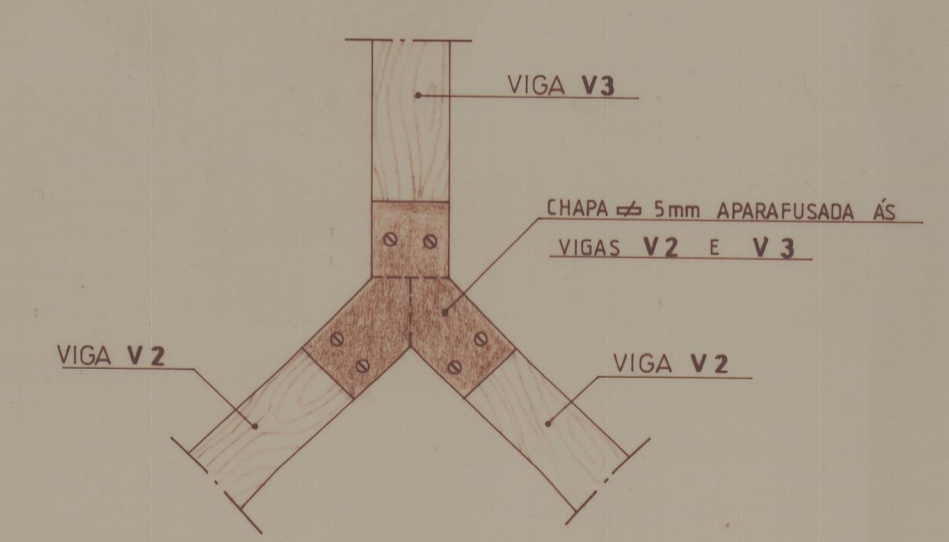 VIGA V3
CHAPA ≠ 5mm APARAFUSADA ÁS
VIGAS V2 E V3
VIGA V2
VIGA V2